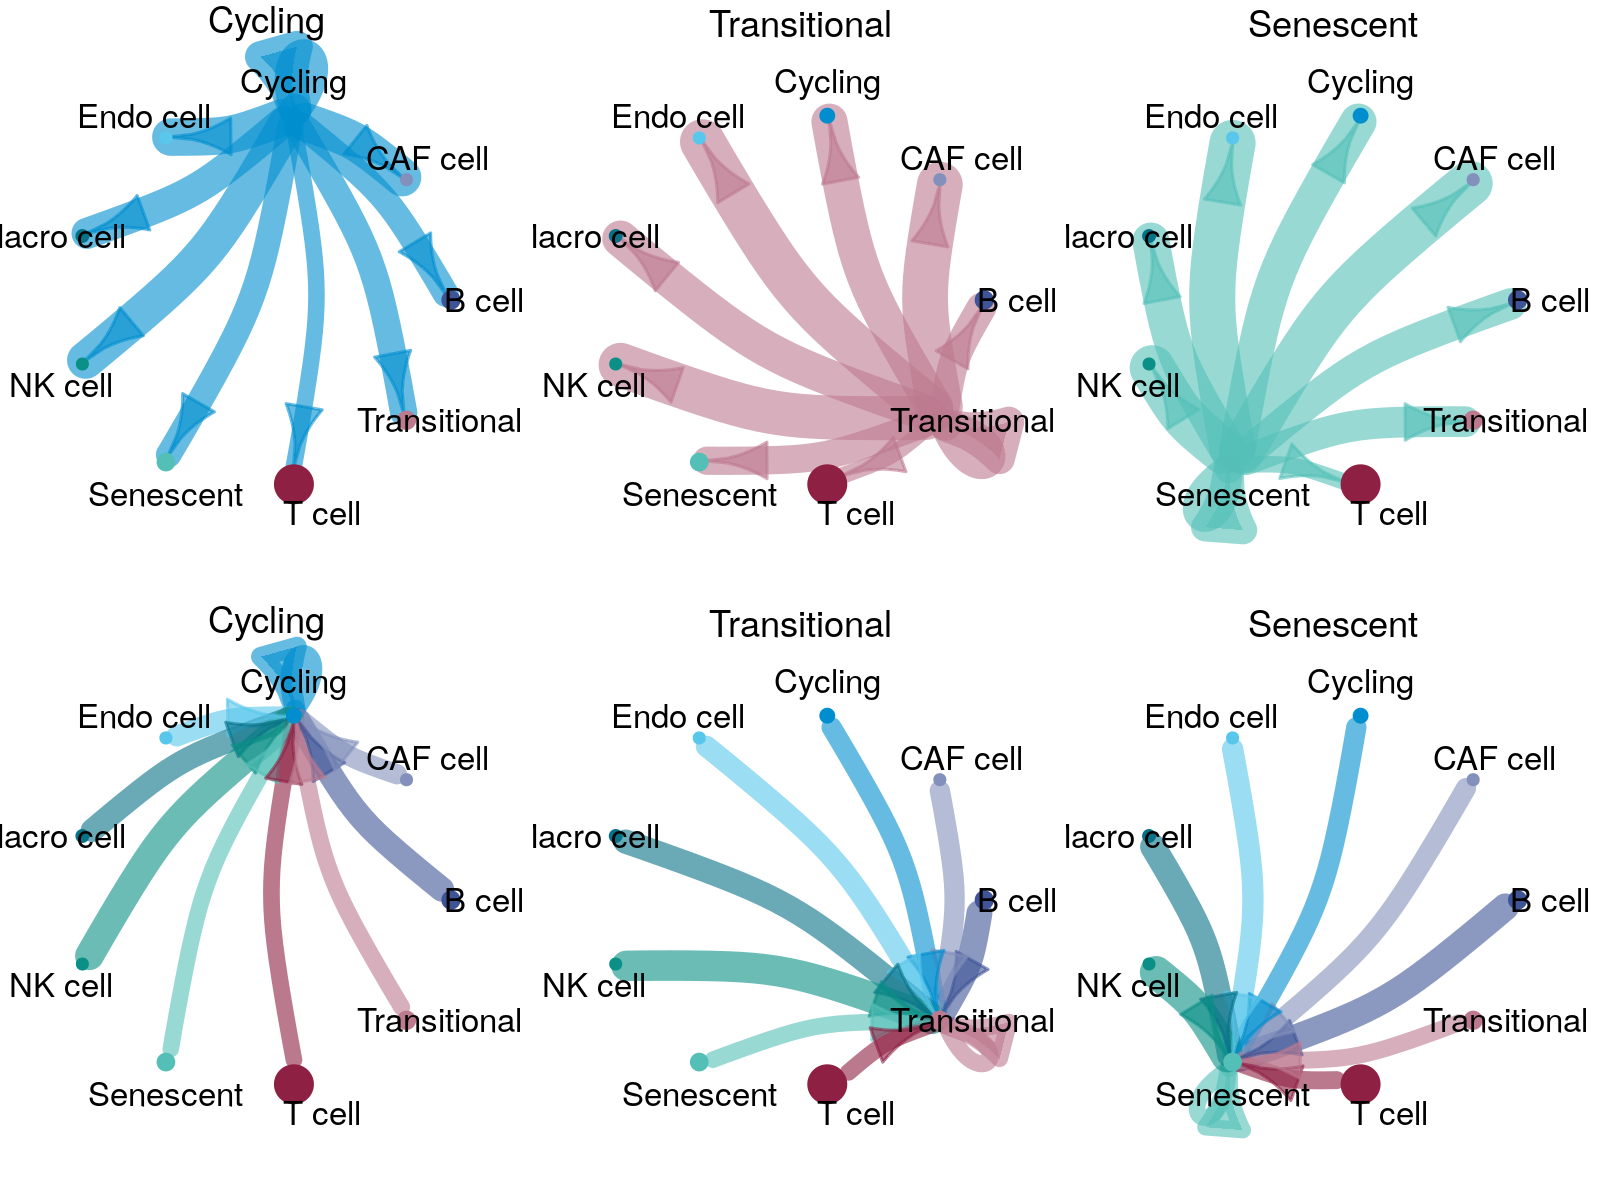 Cycling
Transitional
Senescent
Cycling
Cycling
Cycling
Endo cell
Endo cell
Endo cell
CAF cell
CAF cell
CAF cell
lacro cell
lacro cell
lacro cell
B cell
B cell
B cell
NK cell
NK cell
NK cell
Transitional
Transitional
Transitional
Senescent
Senescent
Senescent
T cell
T cell
T cell
Cycling
Transitional
Senescent
Cycling
Cycling
Cycling
Endo cell
Endo cell
Endo cell
CAF cell
CAF cell
CAF cell
lacro cell
lacro cell
lacro cell
B cell
B cell
B cell
NK cell
NK cell
NK cell
Transitional
Transitional
Transitional
Senescent
Senescent
Senescent
T cell
T cell
T cell